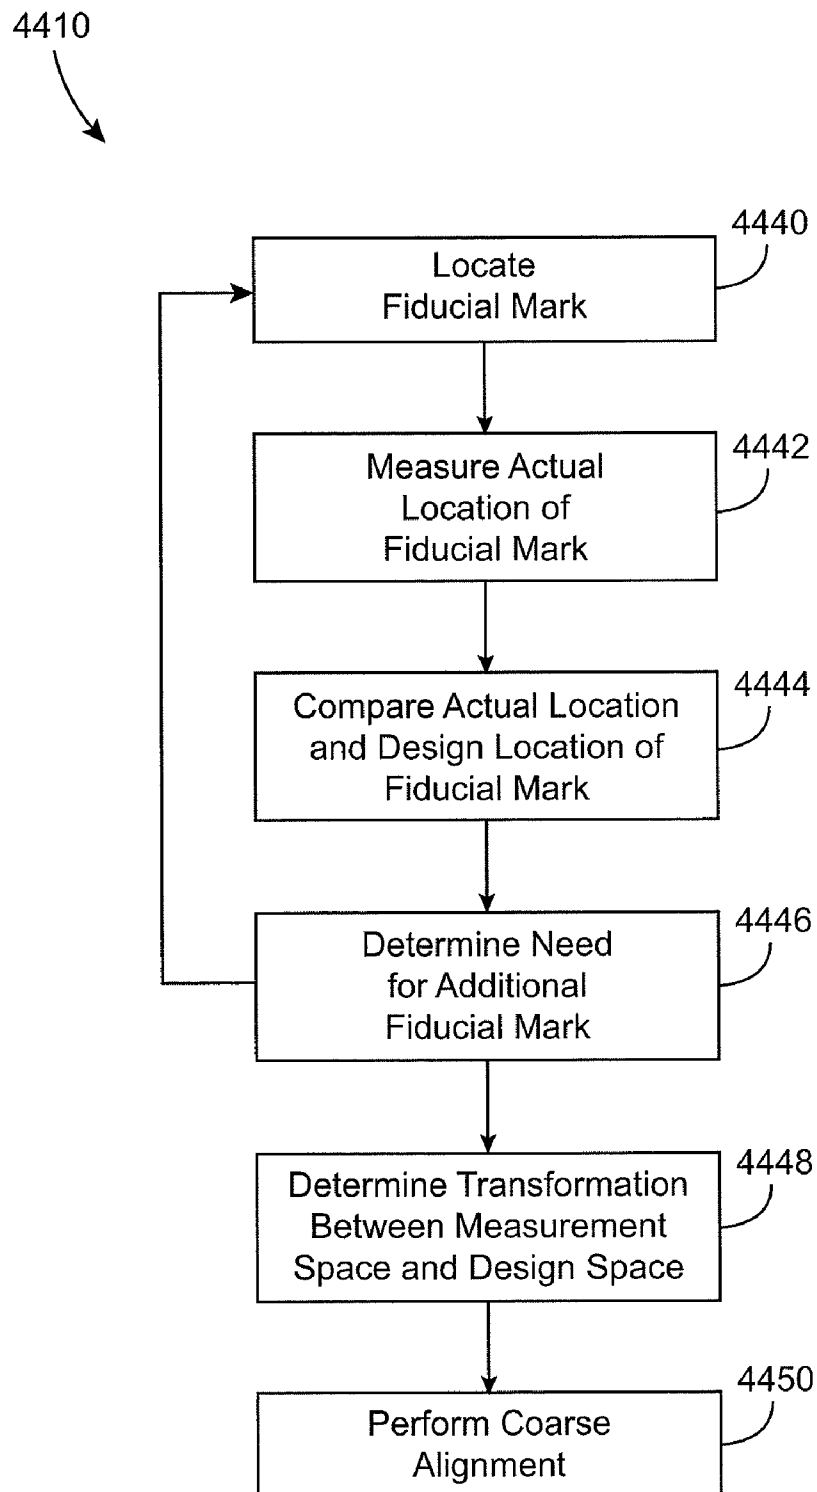 4410
4440
Locate
Fiducial Mark
4442
Measure Actual
Location of
Fiducial Mark
4444
Compare Actual Location
and Design Location of
Fiducial Mark
4446
Determine Need
for Additional
Fiducial Mark
4448
Determine Transformation
Between Measurement
Space and Design Space
4450
Perform Coarse
Alignment